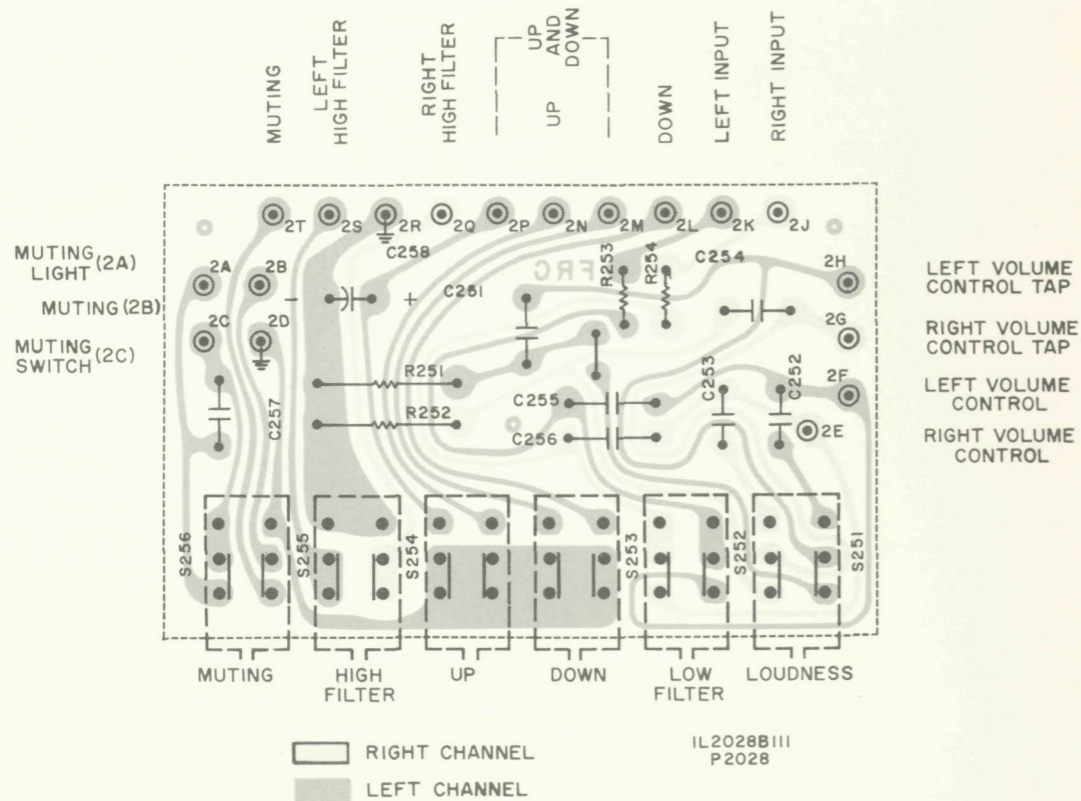 MUTING
LEFT
HIGH FILTER
RIGHT
HIGH FILTER
UP
AND
DOWN
UP
DOWN
LEFT INPUT
RIGHT INPUT
2T
2S
2R
2Q
2P
2N
2M
2L
2K
2J
MUTING
LIGHT (2A)
MUTING (2B)
MUTING
SWITCH (2C)
2A
2B
2C
2D
C258
- +
C251
FRC
R253
R254
C254
2H
2G
2F
2E
LEFT VOLUME
CONTROL TAP
RIGHT VOLUME
CONTROL TAP
LEFT VOLUME
CONTROL
RIGHT VOLUME
CONTROL
R251
R252
C257
C255
C256
C253
C252
S256
S255
S254
S253
S252
S251
MUTING
HIGH
FILTER
UP
DOWN
LOW
FILTER
LOUDNESS
RIGHT CHANNEL
LEFT CHANNEL
IL2028BIII
P2028